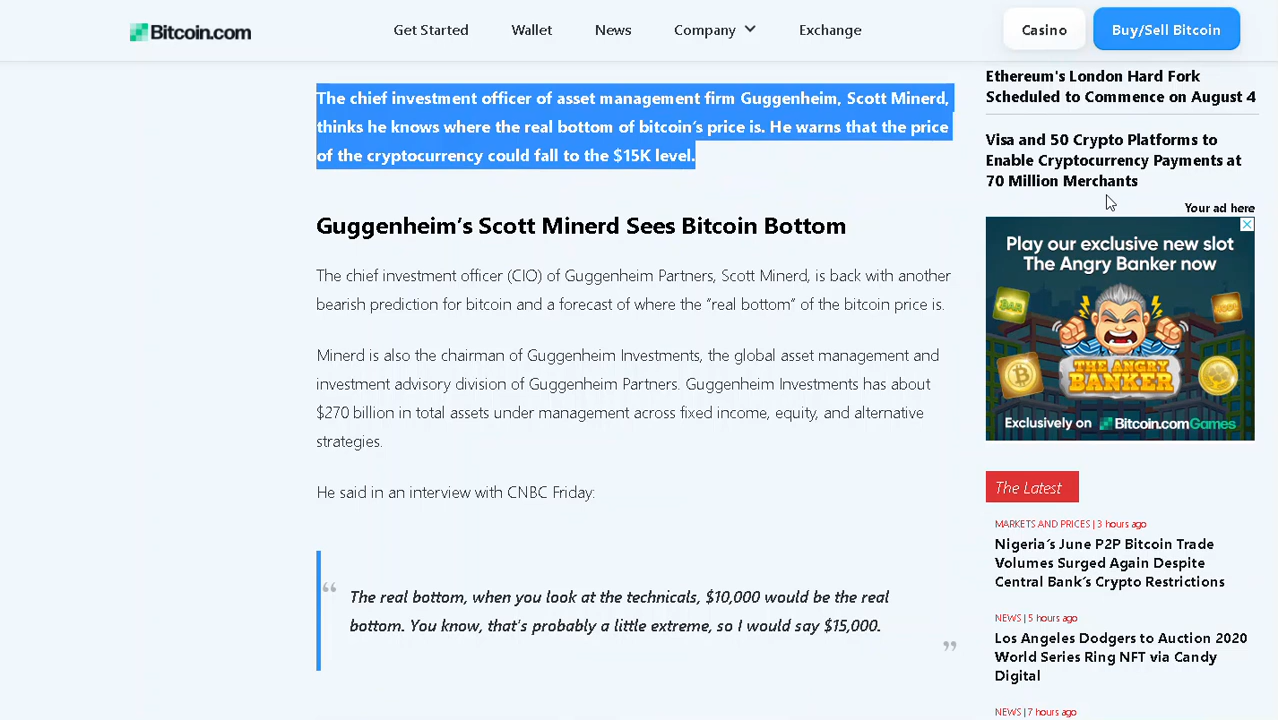 Bitcoin.com
Get Started
Wallet
News
Company
Exchange
Casino
Buy/Sell Bitcoin
The chief investment officer of asset management firm Guggenheim, Scott Minerd,
thinks he knows where the real bottom of bitcoin's price is. He warns that the price
of the cryptocurrency could fall to the $15K level.
Guggenheim's Scott Minerd Sees Bitcoin Bottom
The chief investment officer (CIO) of Guggenheim Partners, Scott Minerd, is back with another
bearish prediction for bitcoin and a forecast of where the "real bottom" of the bitcoin price is.
Minerd is also the chairman of Guggenheim Investments, the global asset management and
investment advisory division of Guggenheim Partners. Guggenheim Investments has about
$270 billion in total assets under management across fixed income, equity, and alternative
strategies.
He said in an interview with CNBC Friday:
“
The real bottom, when you look at the technicals, $10,000 would be the real
bottom. You know, that's probably a little extreme, so I would say $15,000.
”
Ethereum's London Hard Fork
Scheduled to Commence on August 4
Visa and 50 Crypto Platforms to
Enable Cryptocurrency Payments at
70 Million Merchants
Your ad here
Play our exclusive new slot
The Angry Banker now
BAR
THE ANGRY
BANKER
Exclusively on Bitcoin.comGames
The Latest
MARKETS AND PRICES | 3 hours ago
Nigeria's June P2P Bitcoin Trade
Volumes Surged Again Despite
Central Bank's Crypto Restrictions
NEWS | 5 hours ago
Los Angeles Dodgers to Auction 2020
World Series Ring NFT via Candy
Digital
NEWS | 7 hours ago